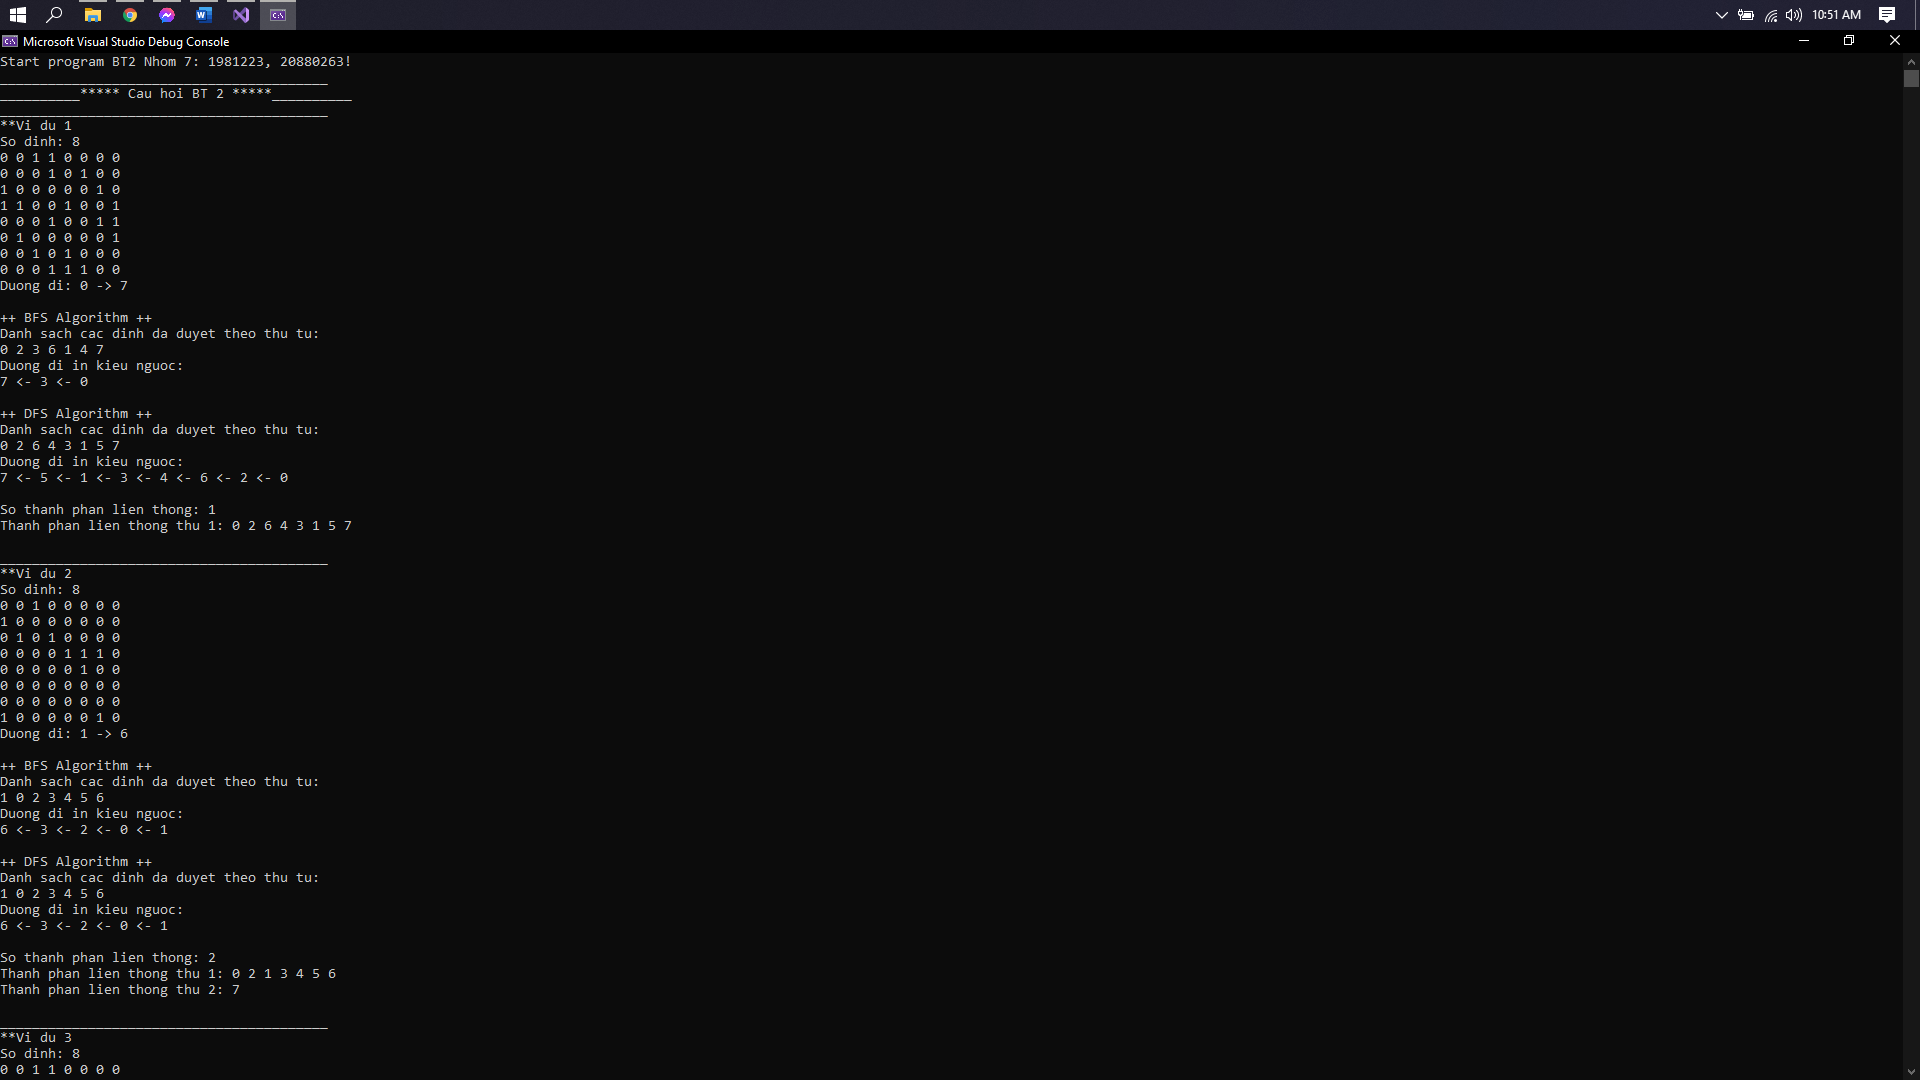 10:51 AM
Microsoft Visual Studio Debug Console
Start program BT2 Nhom 7: 1981223, 20880263!
_________________________________________
__________***** Cau hoi BT 2 *****__________
_________________________________________
**Vi du 1
So dinh: 8
0 0 1 1 0 0 0 0
0 0 0 1 0 1 0 0
1 0 0 0 0 0 1 0
1 1 0 0 1 0 0 1
0 0 0 1 0 0 1 1
0 1 0 0 0 0 0 1
0 0 1 0 1 0 0 0
0 0 0 1 1 1 0 0
Duong di: 0 -> 7
++ BFS Algorithm ++
Danh sach cac dinh da duyet theo thu tu:
0 2 3 6 1 4 7
Duong di in kieu nguoc:
7 <- 3 <- 0
++ DFS Algorithm ++
Danh sach cac dinh da duyet theo thu tu:
0 2 6 4 3 1 5 7
Duong di in kieu nguoc:
7 <- 5 <- 1 <- 3 <- 4 <- 6 <- 2 <- 0
So thanh phan lien thong: 1
Thanh phan lien thong thu 1: 0 2 6 4 3 1 5 7
_________________________________________
**Vi du 2
So dinh: 8
0 0 1 0 0 0 0 0
1 0 0 0 0 0 0 0
0 1 0 1 0 0 0 0
0 0 0 0 1 1 1 0
0 0 0 0 0 1 0 0
0 0 0 0 0 0 0 0
0 0 0 0 0 0 0 0
1 0 0 0 0 0 1 0
Duong di: 1 -> 6
++ BFS Algorithm ++
Danh sach cac dinh da duyet theo thu tu:
1 0 2 3 4 5 6
Duong di in kieu nguoc:
6 <- 3 <- 2 <- 0 <- 1
++ DFS Algorithm ++
Danh sach cac dinh da duyet theo thu tu:
1 0 2 3 4 5 6
Duong di in kieu nguoc:
6 <- 3 <- 2 <- 0 <- 1
So thanh phan lien thong: 2
Thanh phan lien thong thu 1: 0 2 1 3 4 5 6
Thanh phan lien thong thu 2: 7
_________________________________________
**Vi du 3
So dinh: 8
0 0 1 1 0 0 0 0